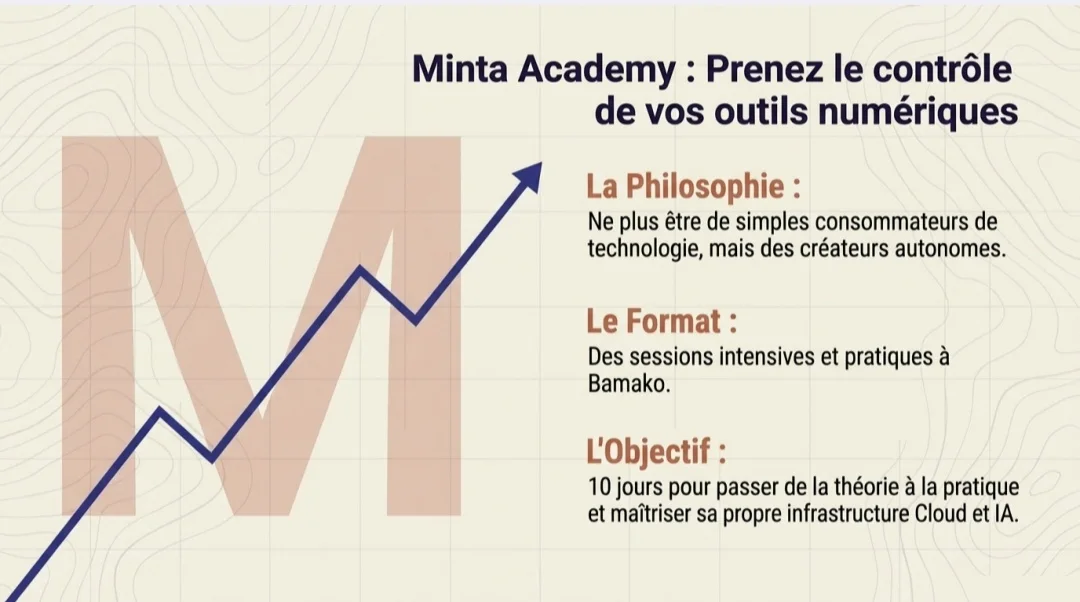 Minta Academy : Prenez le contrôle
de vos outils numériques
M
La Philosophie :
Ne plus être de simples consommateurs de
technologie, mais des créateurs autonomes.
Le Format :
Des sessions intensives et pratiques à
Bamako.
L'Objectif :
10 jours pour passer de la théorie à la pratique
et maîtriser sa propre infrastructure Cloud et IA.